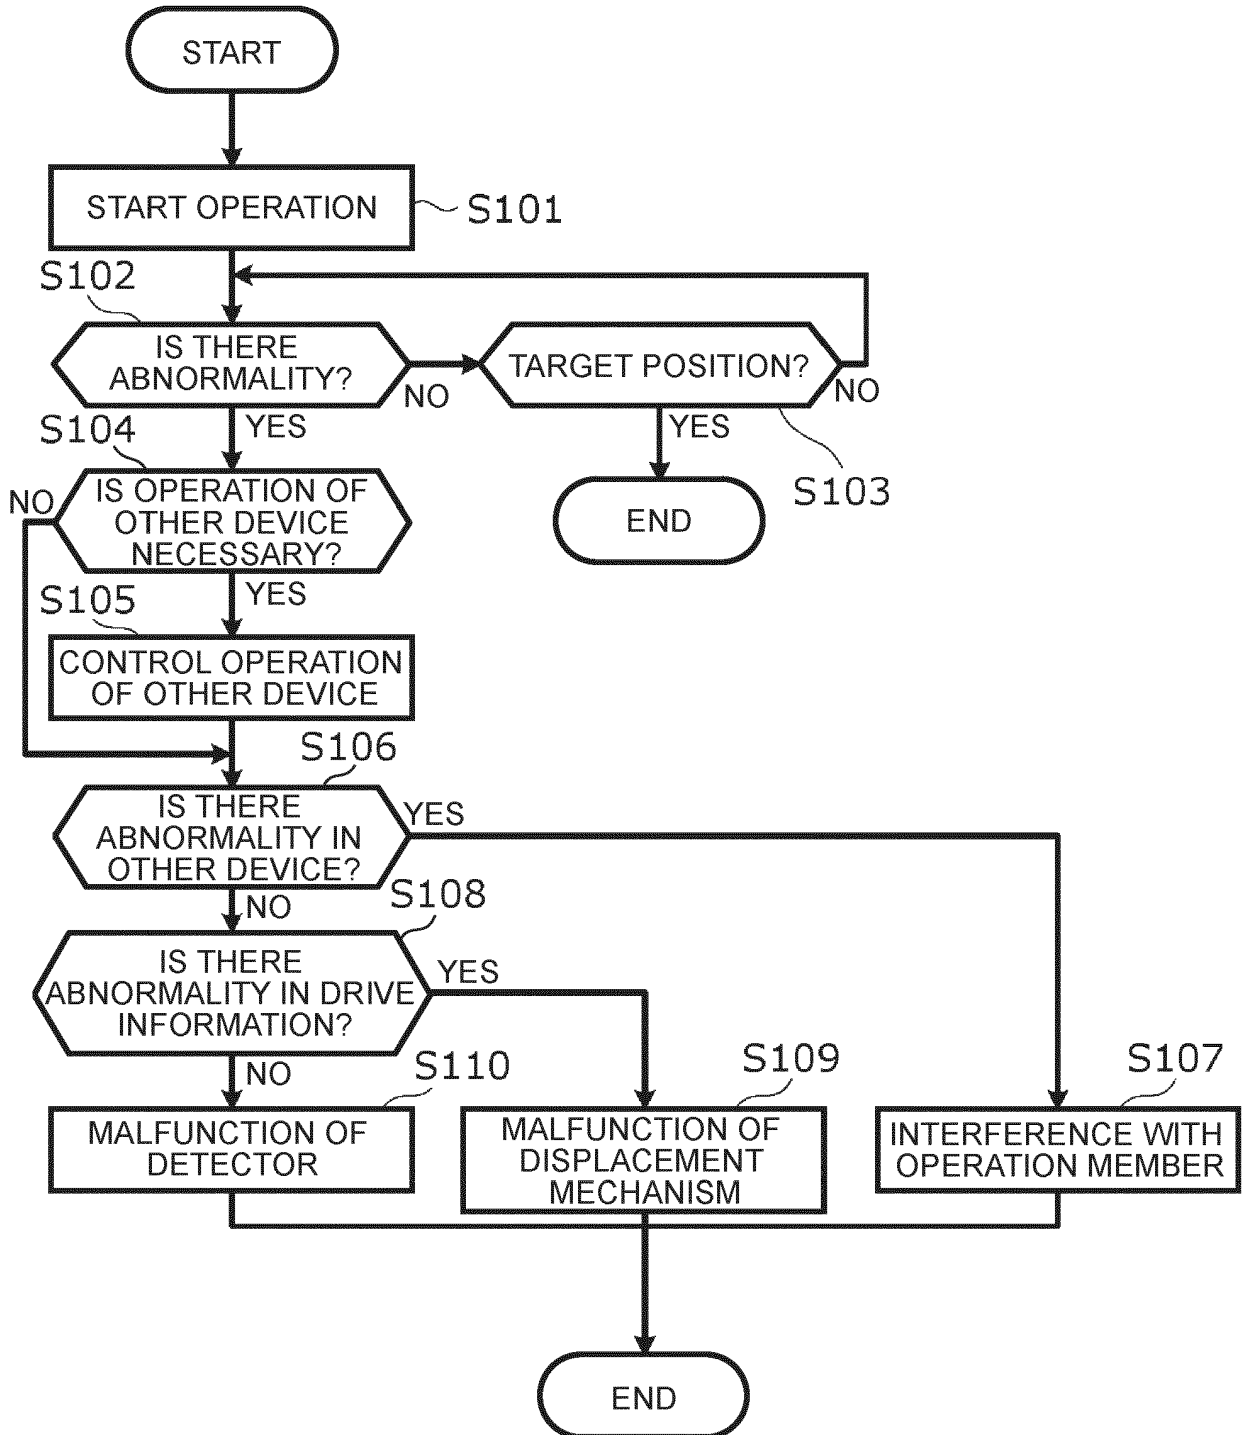 START
START OPERATION
S101
S102
IS THERE
ABNORMALITY?
NO
TARGET POSITION?
NO
YES
S103
END
YES
S104
NO
IS OPERATION OF
OTHER DEVICE
NECESSARY?
YES
S105
CONTROL OPERATION
OF OTHER DEVICE
S106
IS THERE
ABNORMALITY IN
OTHER DEVICE?
YES
NO
S108
IS THERE
ABNORMALITY IN DRIVE
INFORMATION?
YES
NO
S110
MALFUNCTION OF
DETECTOR
S109
MALFUNCTION OF
DISPLACEMENT
MECHANISM
S107
INTERFERENCE WITH
OPERATION MEMBER
END